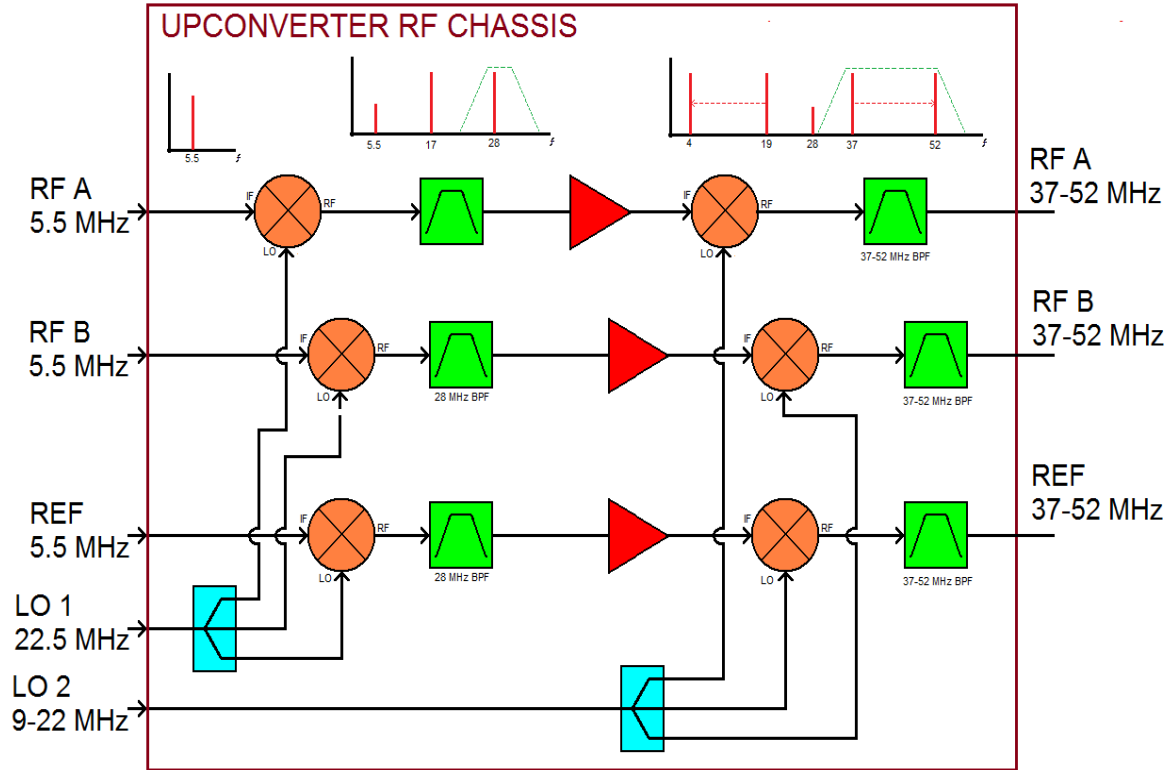 UPCONVERTER RF CHASSIS
5.5
f
5.5
17
28
f
4
19
28
37
52
f
RF A
5.5 MHz
IF
RF
LO
IF
RF
LO
37-52 MHz BPF
RF A
37-52 MHz
RF B
5.5 MHz
IF
RF
LO
28 MHz BPF
IF
RF
LO
37-52 MHz BPF
RF B
37-52 MHz
REF
5.5 MHz
IF
RF
LO
28 MHz BPF
IF
RF
LO
37-52 MHz BPF
REF
37-52 MHz
LO 1
22.5 MHz
LO 2
9-22 MHz